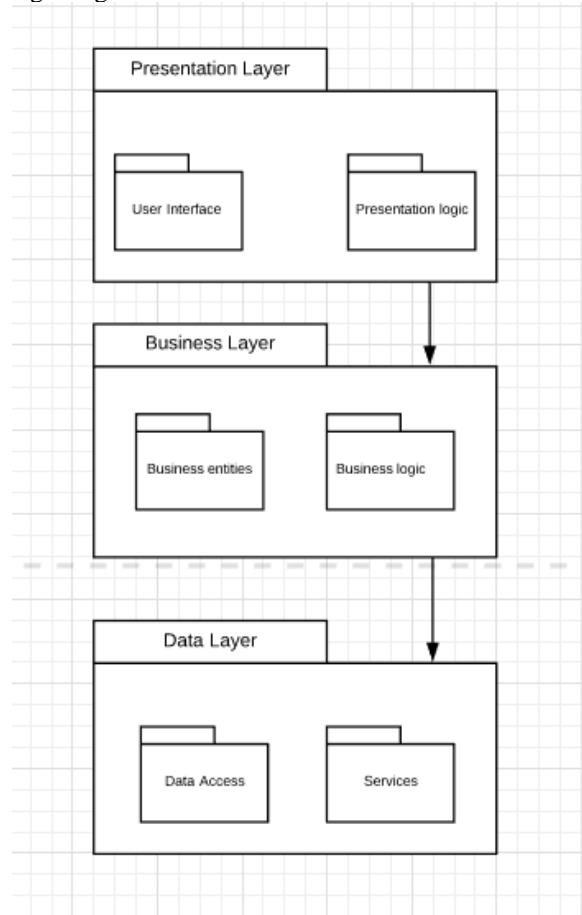 Presentation Layer
User Interface
Presentation logic
Business Layer
Business entities
Business logic
Data Layer
Data Access
Services